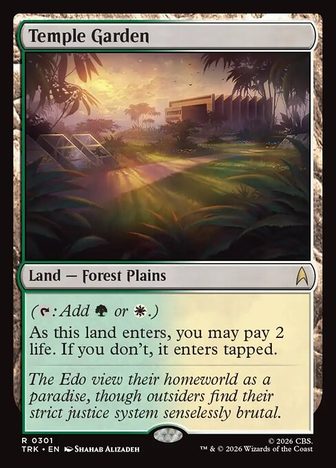 Temple Garden
Land — Forest Plains
(: Add  or .)
As this land enters, you may pay 2
life. If you don't, it enters tapped.
The Edo view their homeworld as a
paradise, though outsiders find their
strict justice system senselessly brutal.
R 0301
TRK • EN Shahab Alizadeh
© 2026 CBS.
™ & © 2026 Wizards of the Coast